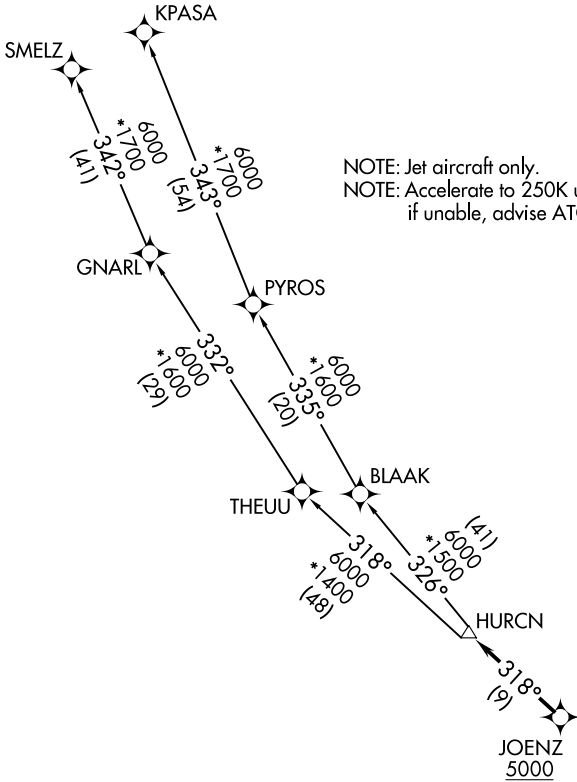 KPASA
SMELZ
6000
*1700
342°
(41)
6000
*1700
343°
(54)
NOTE: Jet aircraft only.
NOTE: Accelerate to 250K
if unable, advise
GNARL
PYROS
332°
6000
*1600
(29)
6000
*1600
335°
(20)
BLAAK
THEUU
(41)
6000
*1500
326°
318°
6000
*1400
(48)
HURCN
318°
(9)
JOENZ
5000